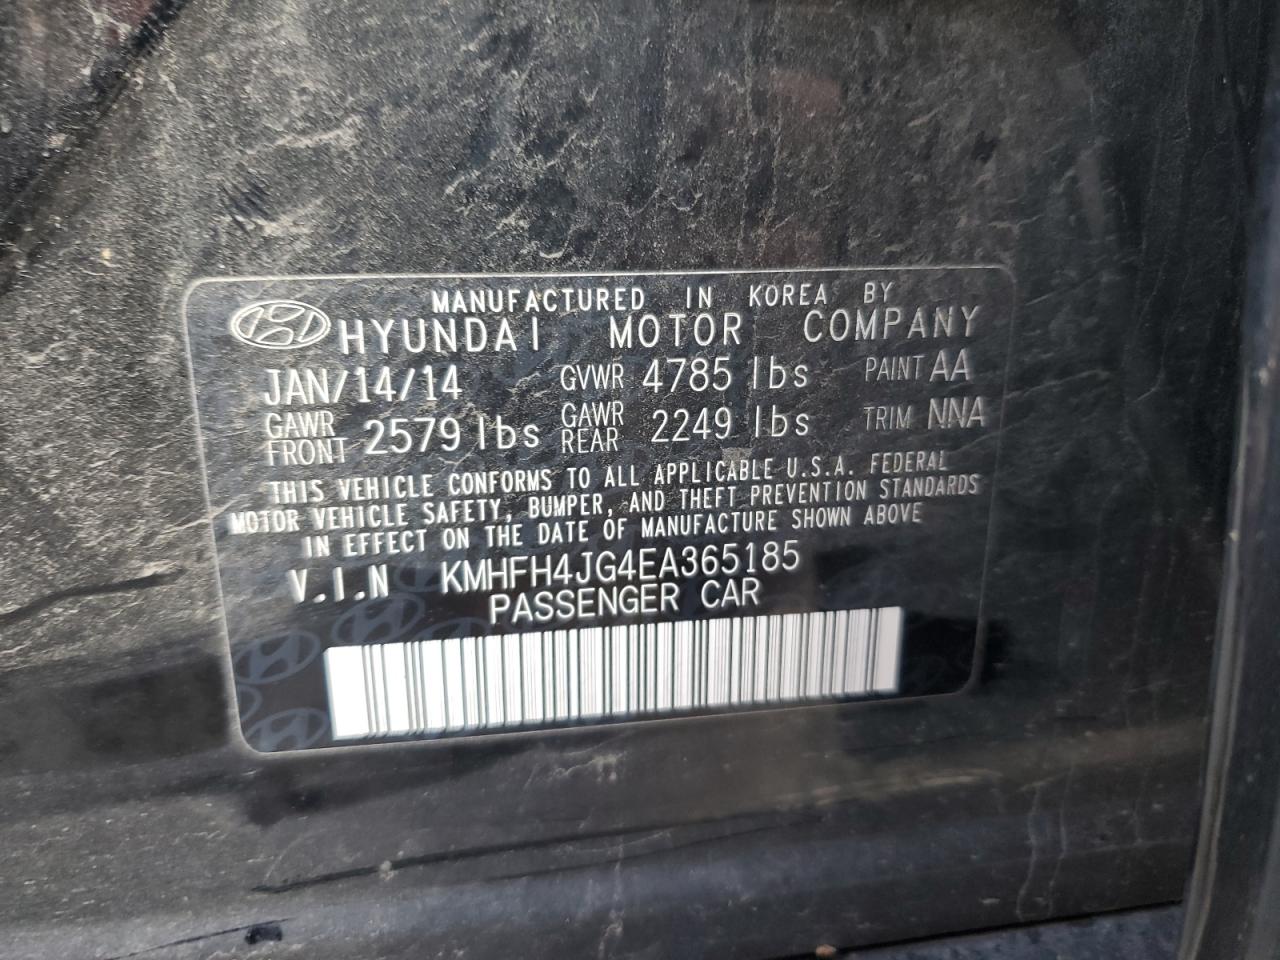 MANUFACTURED IN KOREA BY
HYUNDAI MOTOR COMPANY
JAN/14/14 GVWR 4785 lbs PAINT AA
GAWR FRONT 2579 lbs GAWR REAR 2249 lbs TRIM NNA
THIS VEHICLE CONFORMS TO ALL APPLICABLE U.S.A. FEDERAL
MOTOR VEHICLE SAFETY, BUMPER, AND THEFT PREVENTION STANDARDS
IN EFFECT ON THE DATE OF MANUFACTURE SHOWN ABOVE
V.I.N KMHFH4JG4EA365185
PASSENGER CAR